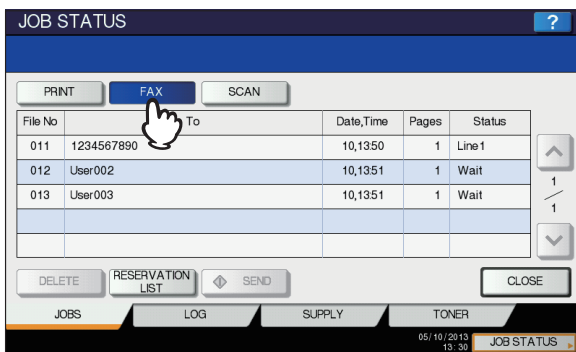 JOB STATUS ?
PRINT FAX SCAN
File No To Date,Time Pages Status
011 1234567890 10,13:50 1 Line1
012 User002 10,13:51 1 Wait
013 User003 10,13:51 1 Wait
1
1
DELETE RESERVATION LIST SEND CLOSE
JOBS LOG SUPPLY TONER
05/10/2013
13:30 JOB STATUS